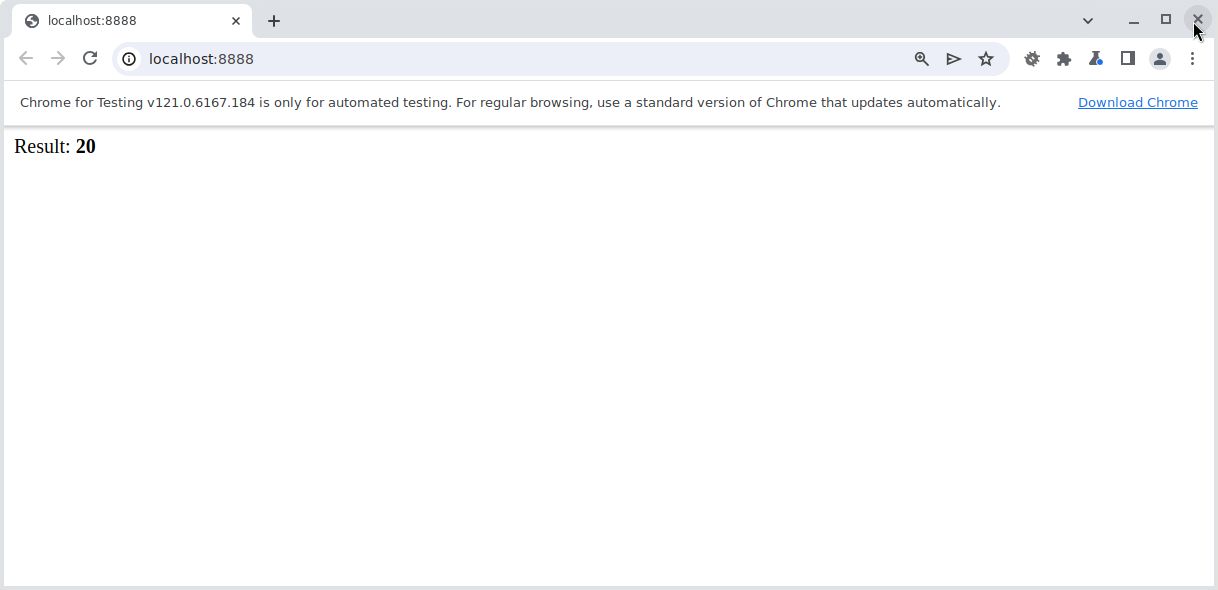 localhost:8888
localhost:8888
Chrome for Testing v121.0.6167.184 is only for automated testing. For regular browsing, use a standard version of Chrome that updates automatically. Download Chrome
Result: 20